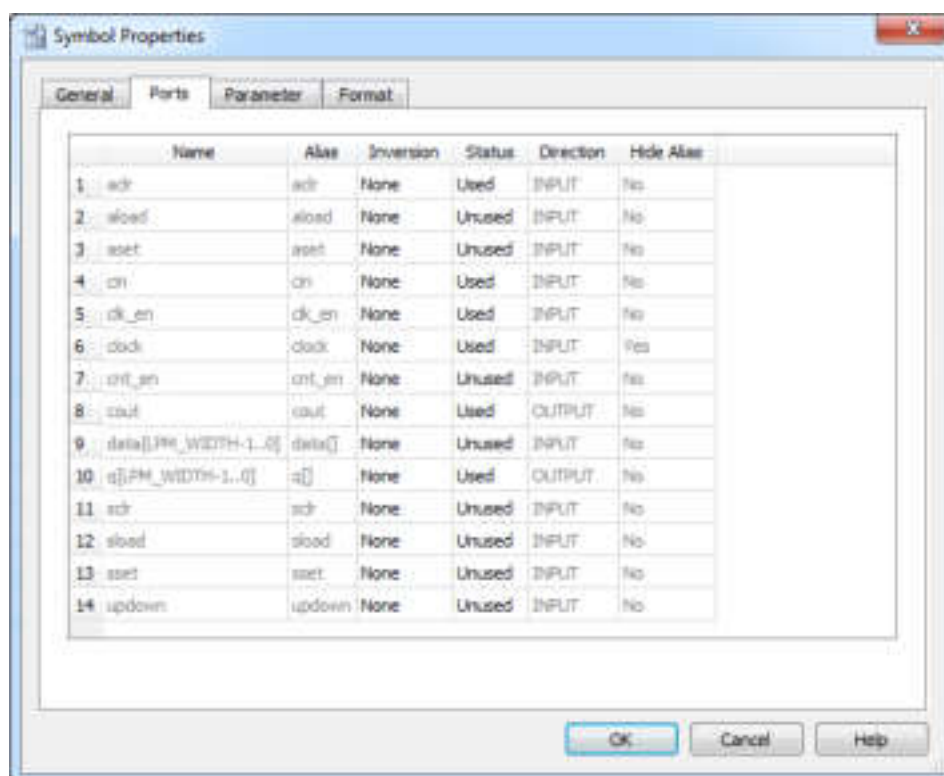 Symbol Properties
General Ports Parameter Format
Name Alias Inversion Status Direction Hide Alias
1 aclr aclr None Used INPUT No
2 aload aload None Unused INPUT No
3 aset aset None Unused INPUT No
4 cin cin None Used INPUT No
5 clk_en clk_en None Used INPUT No
6 clock clock None Used INPUT Yes
7 cnt_en cnt_en None Unused INPUT No
8 cout cout None Used OUTPUT No
9 data[LPM_WIDTH-1..0] data[] None Unused INPUT No
10 q[LPM_WIDTH-1..0] q[] None Used OUTPUT No
11 sclr sclr None Unused INPUT No
12 sload sload None Unused INPUT No
13 sset sset None Unused INPUT No
14 updown updown None Unused INPUT No
OK Cancel Help